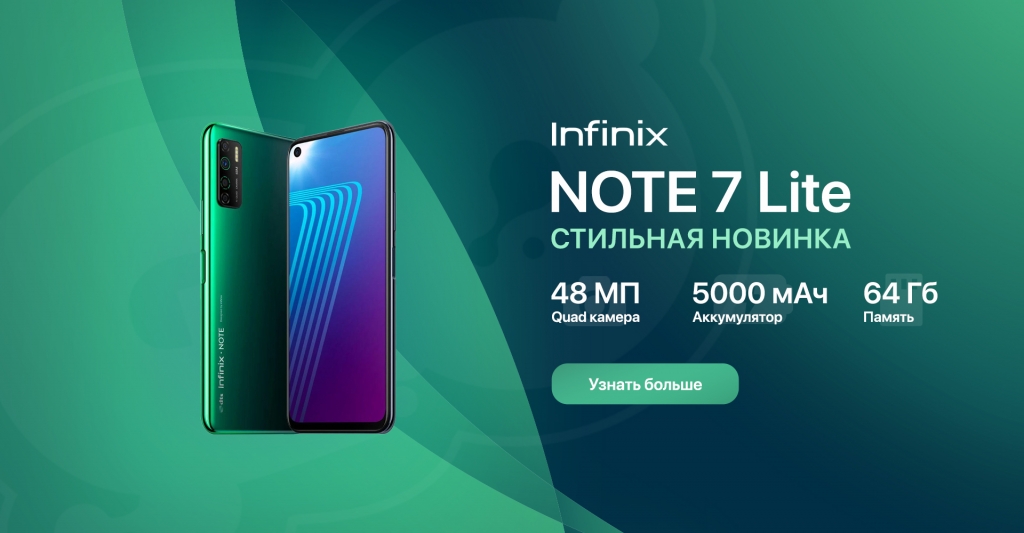 Infinix
NOTE 7 Lite
СТИЛЬНАЯ НОВИНКА
48 МП
Quad камера
5000 мАч
Аккумулятор
64 Гб
Память
Узнать больше
Infinix · NOTE